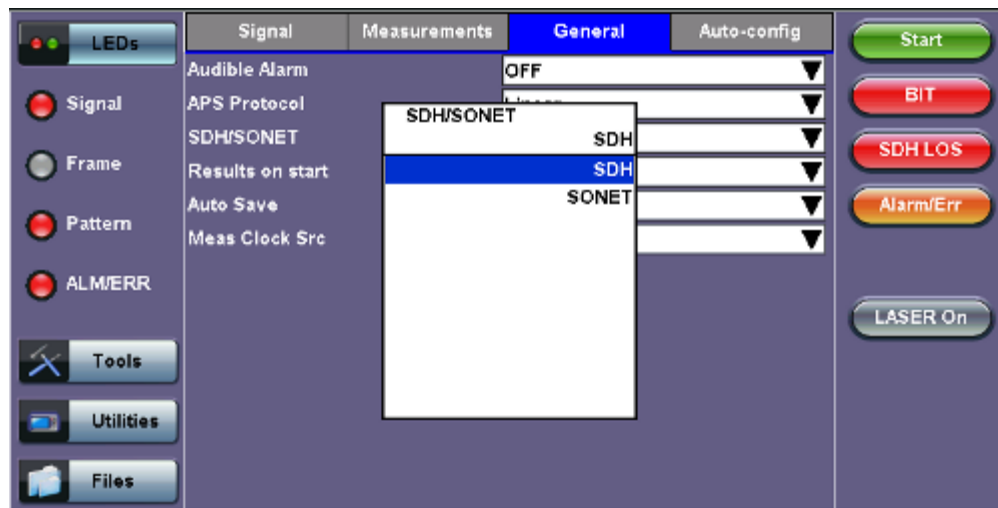 LEDs
Signal
Frame
Pattern
ALM/ERR
Tools
Utilities
Files
Signal Measurements General Auto-config
Audible Alarm OFF
APS Protocol
SDH/SONET
Results on start
Auto Save
Meas Clock Src
SDH/SONET
SDH
SDH
SONET
Start
BIT
SDH LOS
Alarm/Err
LASER On